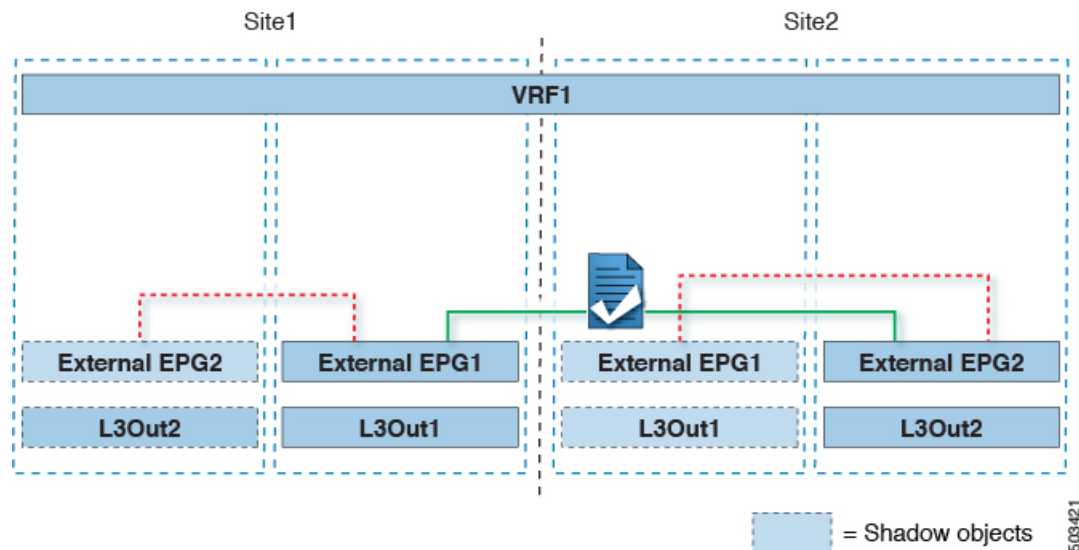 Site1
Site2
VRF1
External EPG2
External EPG1
External EPG1
External EPG2
L3Out2
L3Out1
L3Out1
L3Out2
= Shadow objects
503421